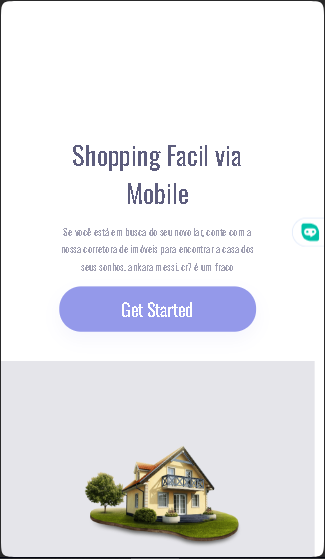 Shopping Facil via
Mobile
Se você está em busca do seu novo lar, conte com a
nossa corretora de imóveis para encontrar a casa dos
seus sonhos. ankara messi. cr7 é um fraco
Get Started